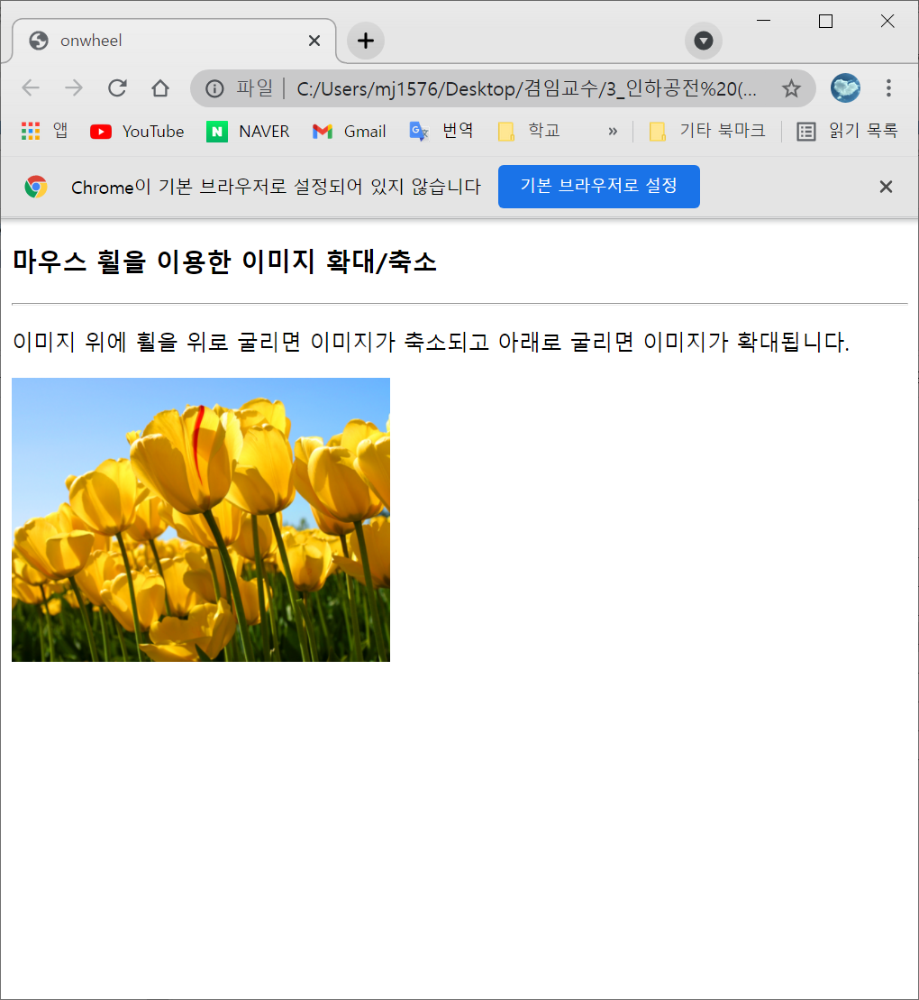 onwheel
파일 | C:/Users/mj1576/Desktop/겸임교수/3_인하공전%20(...
앱 YouTube NAVER Gmail 번역 학교 » 기타 북마크 읽기 목록
Chrome이 기본 브라우저로 설정되어 있지 않습니다 기본 브라우저로 설정
마우스 휠을 이용한 이미지 확대/축소
이미지 위에 휠을 위로 굴리면 이미지가 축소되고 아래로 굴리면 이미지가 확대됩니다.